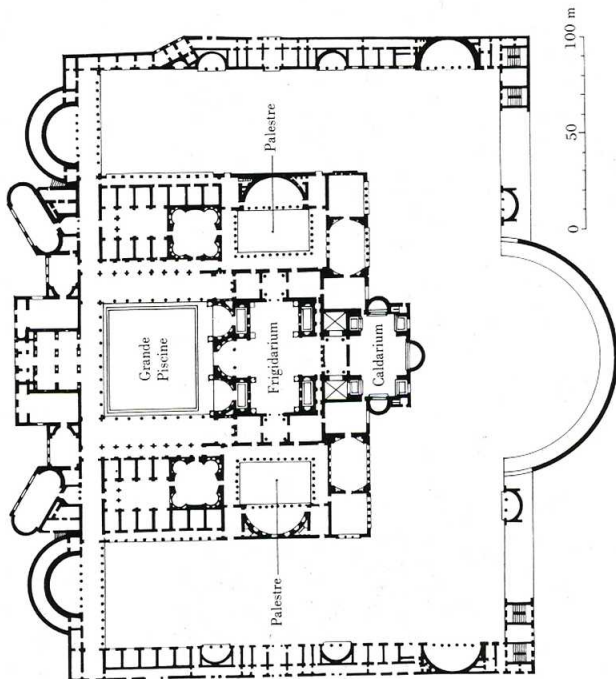 Palestre
Grande
Piscine
Frigidarium
Caldarium
Palestre
0
50
100 m